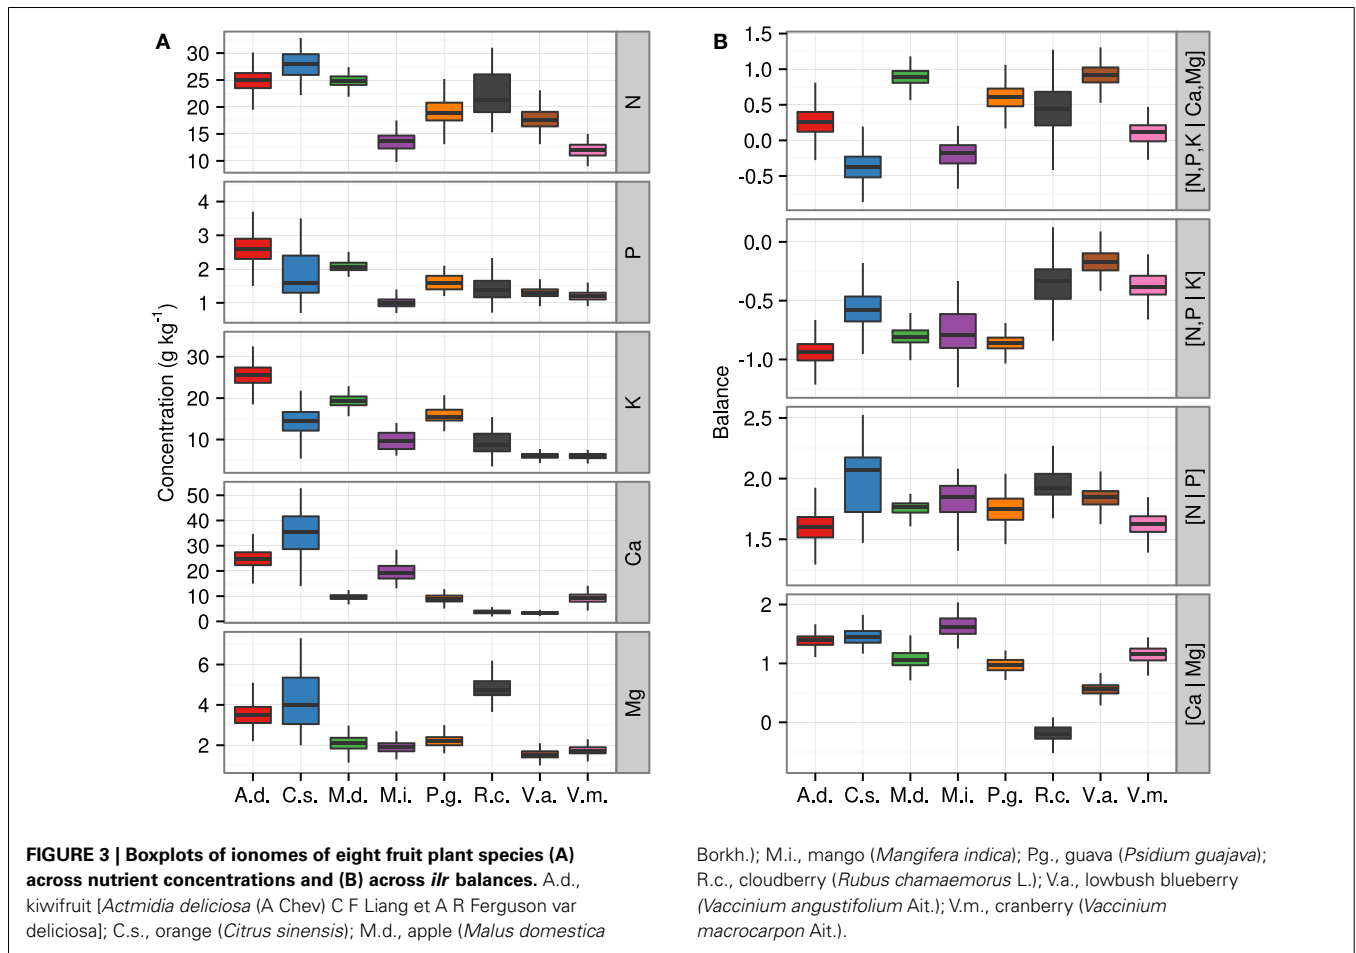 A
30
25
20
15
10
N
4
3
2
1
P
30
20
10
K
50
40
30
20
10
0
Ca
6
4
2
Mg
Concentration (g kg⁻¹)
A.d. C.s. M.d. M.i. P.g. R.c. V.a. V.m.
B
1.5
1.0
0.5
0.0
-0.5
[N,P,K | Ca,Mg]
0.0
-0.5
-1.0
[N,P | K]
2.5
2.0
1.5
[N | P]
2
1
0
[Ca | Mg]
Balance
A.d. C.s. M.d. M.i. P.g. R.c. V.a. V.m.
FIGURE 3 | Boxplots of ionomes of eight fruit plant species (A)
across nutrient concentrations and (B) across ilr balances. A.d.,
kiwifruit [Actmidia deliciosa (A Chev) C F Liang et A R Ferguson var
deliciosa]; C.s., orange (Citrus sinensis); M.d., apple (Malus domestica
Borkh.); M.i., mango (Mangifera indica); P.g., guava (Psidium guajava);
R.c., cloudberry (Rubus chamaemorus L.); V.a., lowbush blueberry
(Vaccinium angustifolium Ait.); V.m., cranberry (Vaccinium
macrocarpon Ait.).